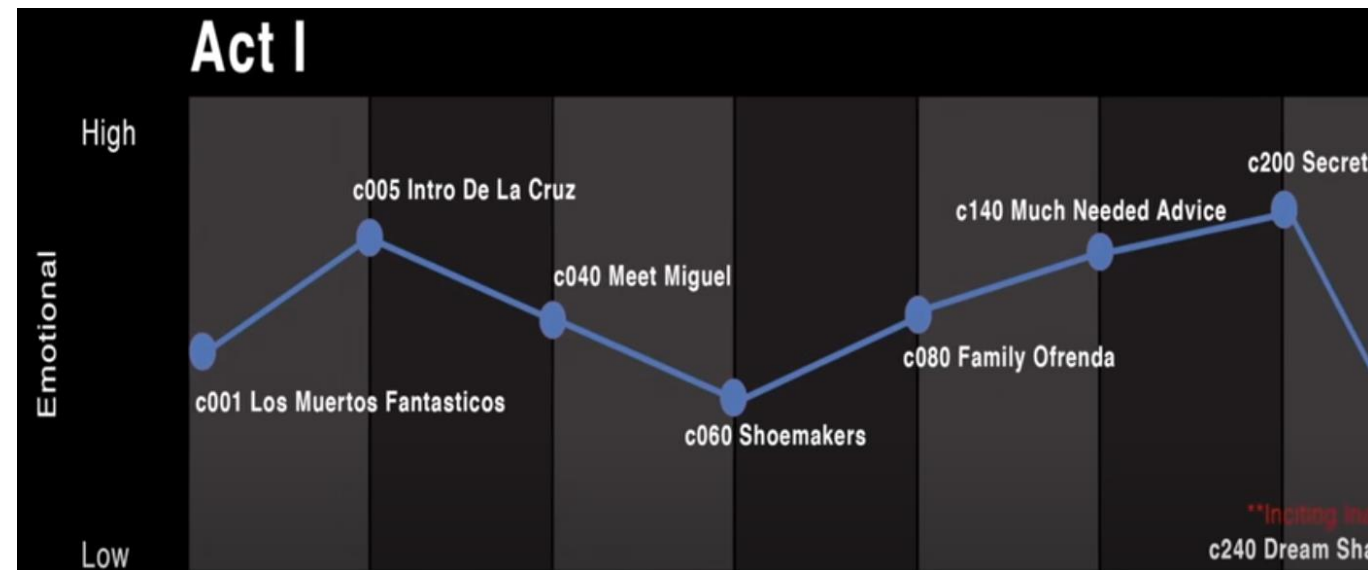 Act I
High
c200 Secret
c005 Intro De La Cruz
c140 Much Needed Advice
c040 Meet Miguel
Emotional
c080 Family Ofrenda
c001 Los Muertos Fantasticos
c060 Shoemakers
**Inciting
Low
c240 Dream